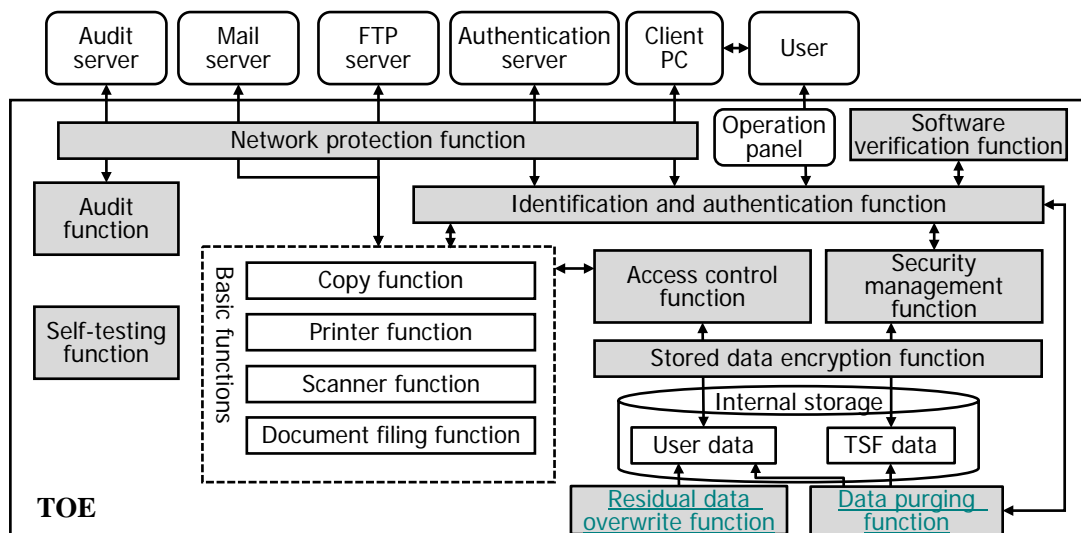 Audit
server
Mail
server
FTP
server
Authentication
server
Client
PC
User
Network protection function
Operation
panel
Software
verification function
Audit
function
Identification and authentication function
Basic functions
Copy function
Printer function
Scanner function
Document filing function
Access control
function
Security
management
function
Self-testing
function
Stored data encryption function
Internal storage
User data
TSF data
TOE
Residual data
overwrite function
Data purging
function